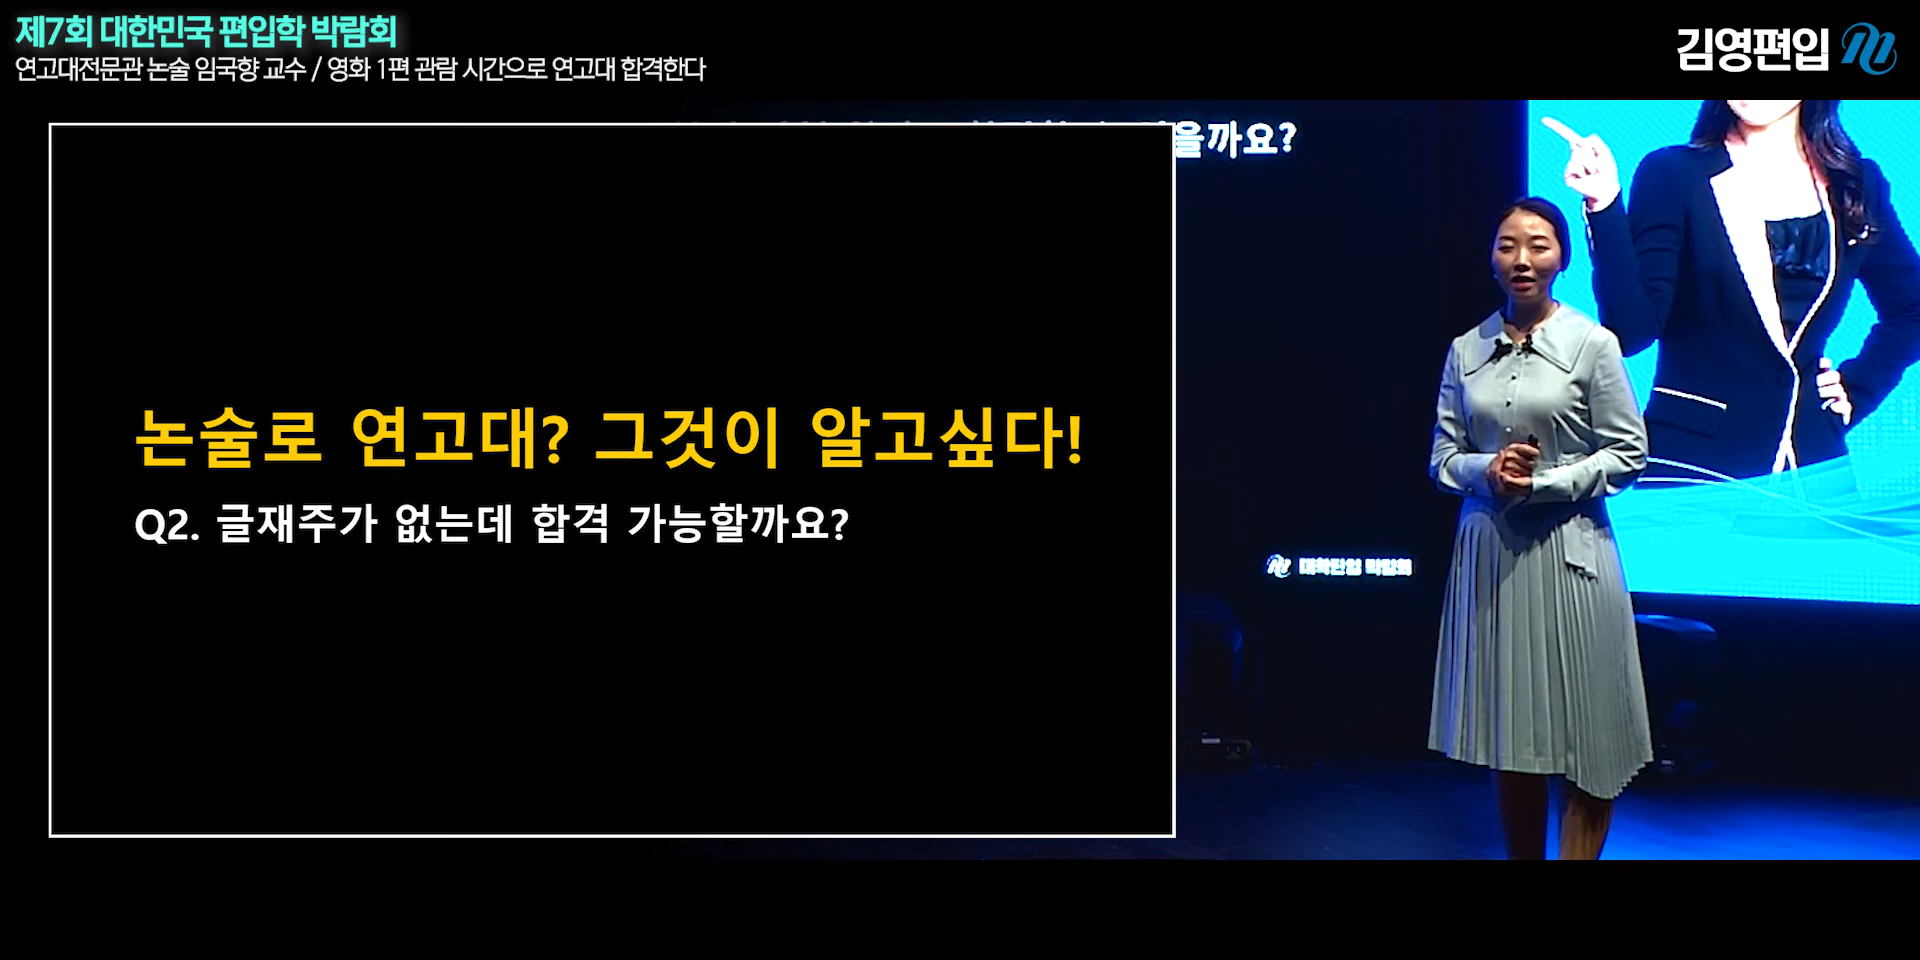 제7회 대한민국 편입학 박람회
연고대전문관 논술 임국향 교수 / 영화 1편 관람 시간으로 연고대 합격한다
김영편입
을까요?
논술로 연고대? 그것이 알고싶다!
Q2. 글재주가 없는데 합격 가능할까요?
박람회